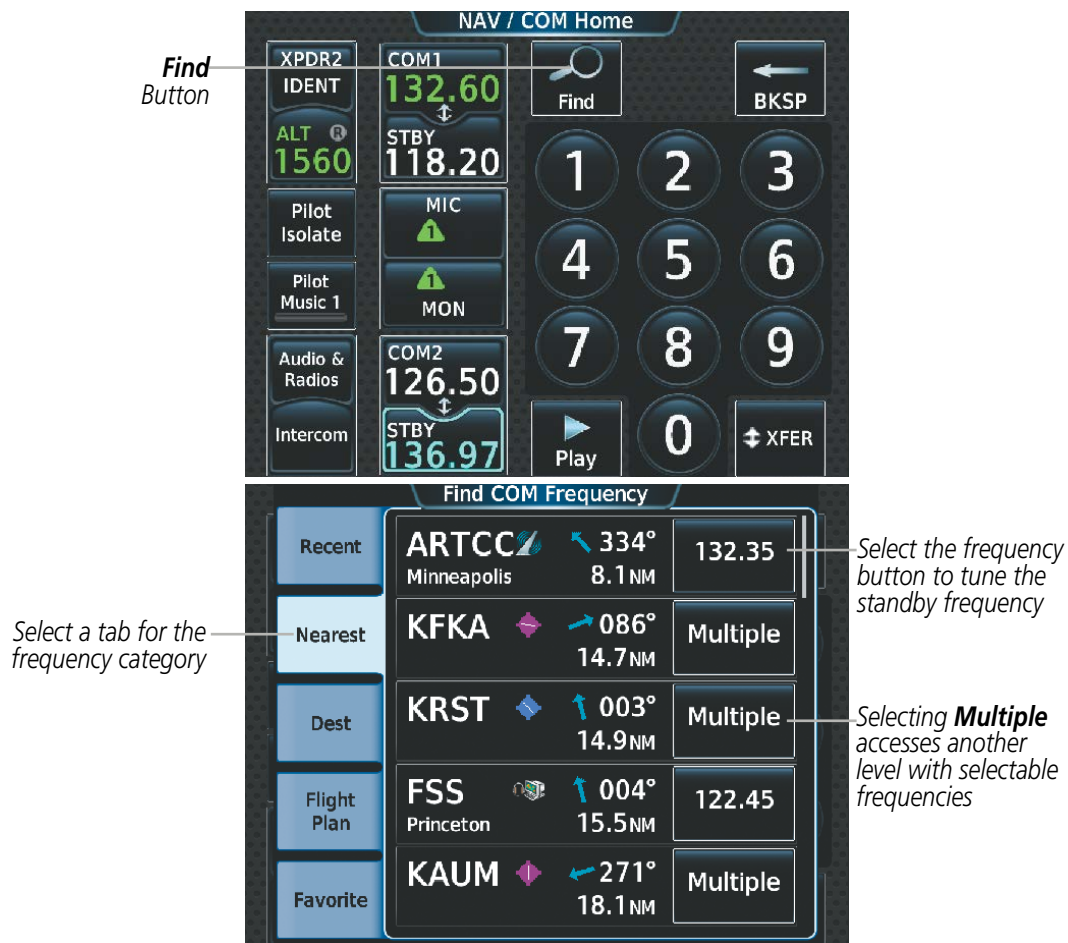 NAV / COM Home
Find
Button
XPDR2
IDENT
ALT R
1560
COM1
132.60
STBY
118.20
Find
BKSP
1 2 3
Pilot
Isolate
MIC
1
4 5 6
Pilot
Music 1
1
MON
7 8 9
Audio &
Radios
Intercom
COM2
126.50
STBY
136.97
Play
0
XFER
Find COM Frequency
Recent
ARTCC 334°
Minneapolis 8.1NM
132.35
Select the frequency
button to tune the
standby frequency
Select a tab for the
frequency category
Nearest
KFKA 086°
14.7NM
Multiple
Dest
KRST 003°
14.9NM
Multiple
Selecting Multiple
accesses another
level with selectable
frequencies
Flight
Plan
FSS 004°
Princeton 15.5NM
122.45
Favorite
KAUM 271°
18.1NM
Multiple